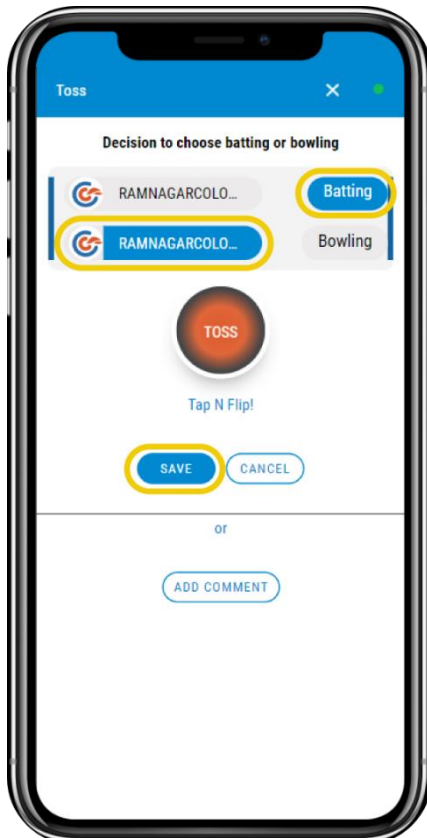 Toss
Decision to choose batting or bowling
RAMNAGARCOLO... Batting
RAMNAGARCOLO... Bowling
TOSS
Tap N Flip!
SAVE CANCEL
or
ADD COMMENT